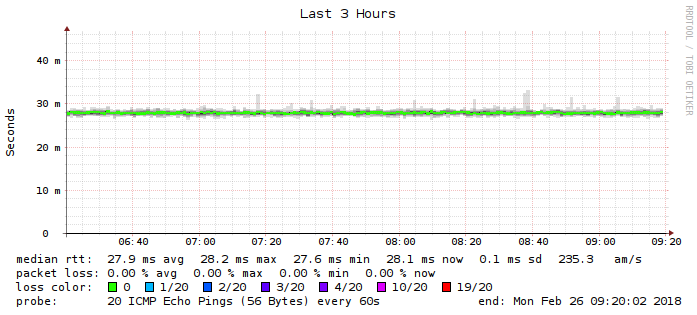 Last 3 Hours
RRDTOOL / TOBI OETIKER
Seconds
40 m
30 m
20 m
10 m
0
06:40 07:00 07:20 07:40 08:00 08:20 08:40 09:00 09:20
median rtt: 27.9 ms avg 28.2 ms max 27.6 ms min 28.1 ms now 0.1 ms sd 235.3 am/s
packet loss: 0.00 % avg 0.00 % max 0.00 % min 0.00 % now
loss color: 0 1/20 2/20 3/20 4/20 10/20 19/20
probe: 20 ICMP Echo Pings (56 Bytes) every 60s end: Mon Feb 26 09:20:02 2018